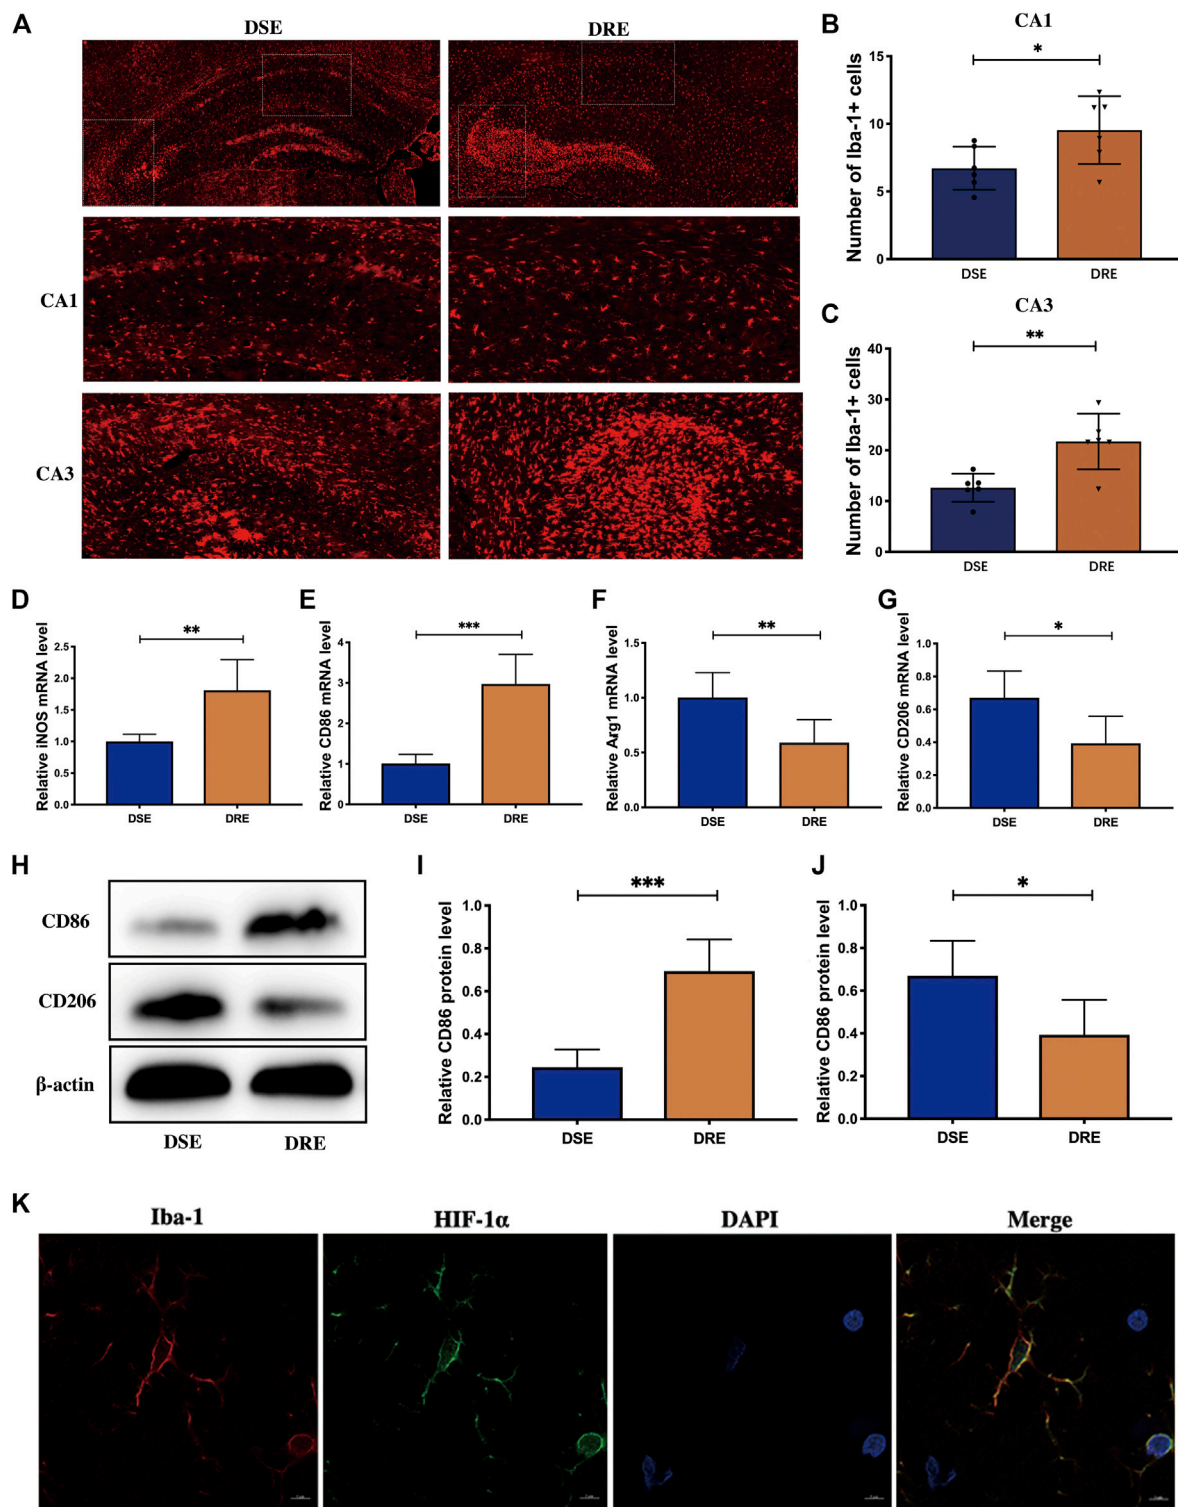 A
DSE
DRE
CA1
CA3
B
CA1
Number of Iba-1+ cells
15
10
5
0
*
DSE
DRE
C
CA3
Number of Iba-1+ cells
40
30
20
10
0
**
DSE
DRE
D
Relative iNOS mRNA level
2.5
2.0
1.5
1.0
0.5
0.0
**
DSE
DRE
E
Relative CD86 mRNA level
4
3
2
1
0
***
DSE
DRE
F
Relative Arg1 mRNA level
1.5
1.0
0.5
0.0
**
DSE
DRE
G
Relative CD206 mRNA level
1.0
0.8
0.6
0.4
0.2
0.0
*
DSE
DRE
H
CD86
CD206
β-actin
DSE
DRE
I
Relative CD86 protein level
1.0
0.8
0.6
0.4
0.2
0.0
***
DSE
DRE
J
Relative CD86 protein level
1.0
0.8
0.6
0.4
0.2
0.0
*
DSE
DRE
K
Iba-1
HIF-1α
DAPI
Merge